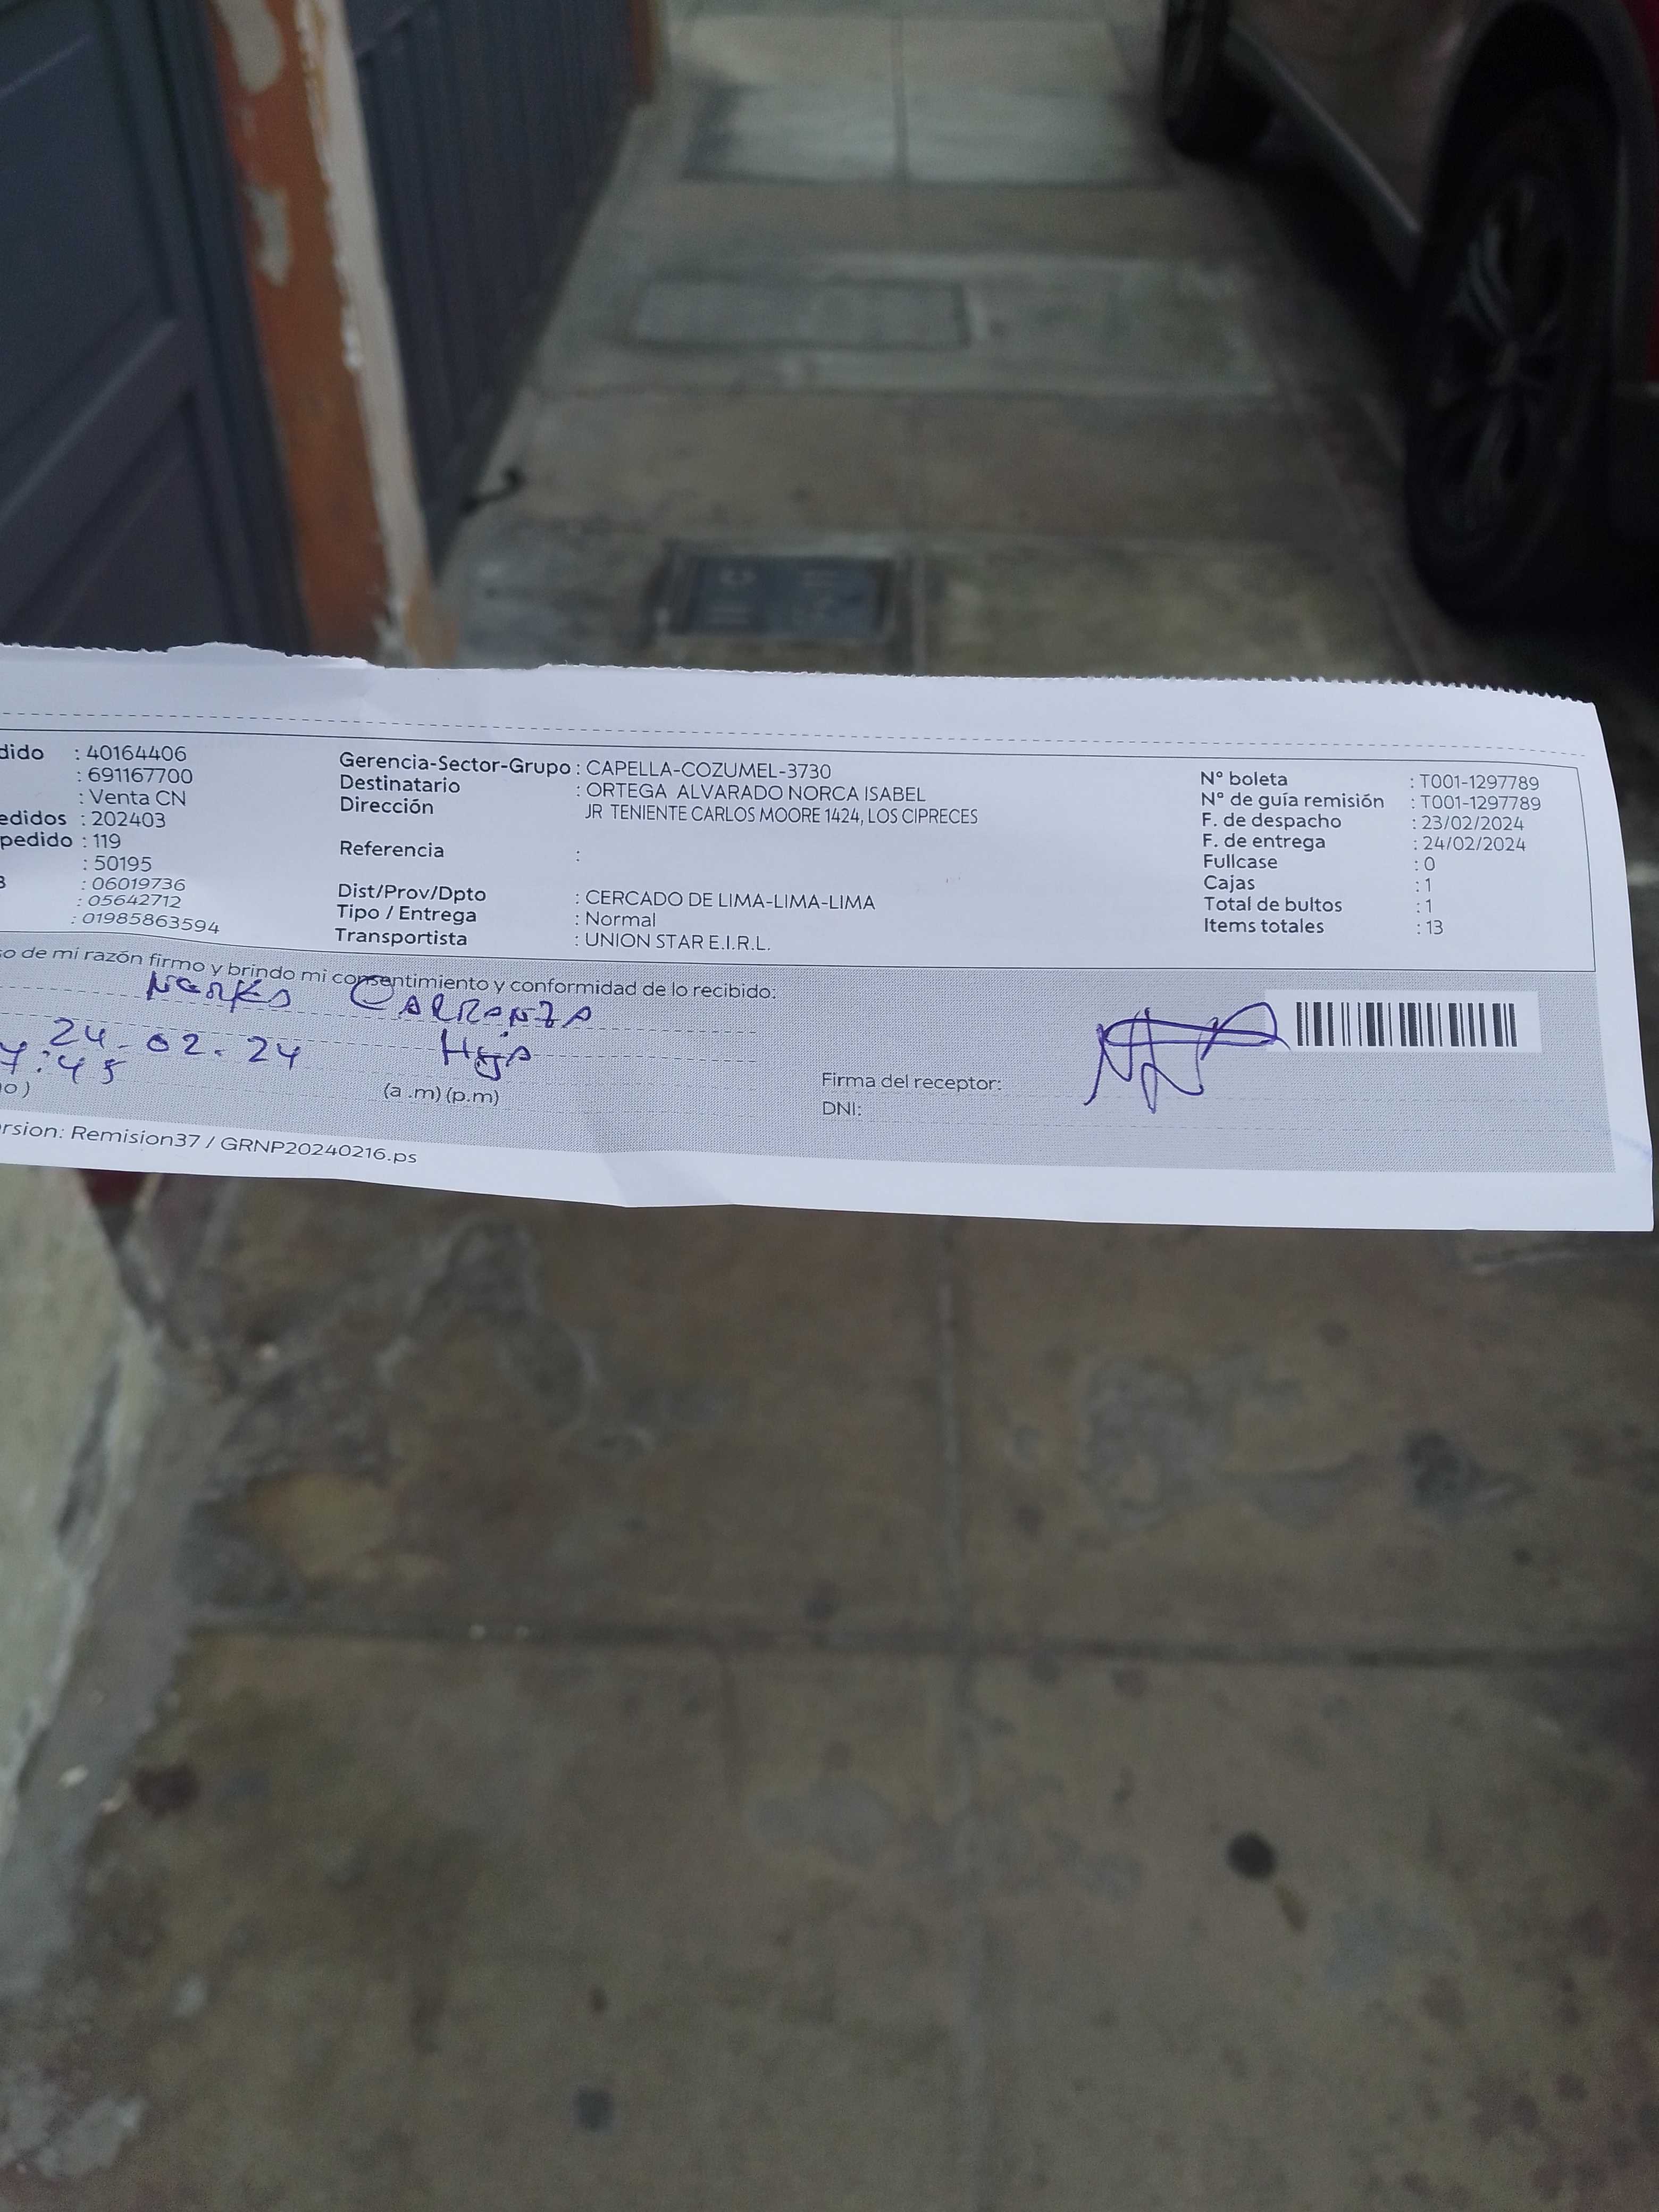 dido : 40164406
: 691167700
: Venta CN
edidos : 202403
pedido : 119
: 50195
: 06019736
: 05642712
: 01985863594
Gerencia-Sector-Grupo : CAPELLA-COZUMEL-3730
Destinatario : ORTEGA ALVARADO NORCA ISABEL
Dirección JR TENIENTE CARLOS MOORE 1424, LOS CIPRECES
Referencia :
Dist/Prov/Dpto : CERCADO DE LIMA-LIMA-LIMA
Tipo / Entrega : Normal
Transportista : UNION STAR E.I.R.L.
N° boleta : T001-1297789
N° de guía remisión : T001-1297789
F. de despacho : 23/02/2024
F. de entrega : 24/02/2024
Fullcase : 0
Cajas : 1
Total de bultos : 1
Items totales : 13
so de mi razón firmo y brindo mi consentimiento y conformidad de lo recibido:
CARRANZA
24-02-24 Hija
:45
(a .m) (p.m)
Firma del receptor:
DNI:
rsion: Remision37 / GRNP20240216.ps